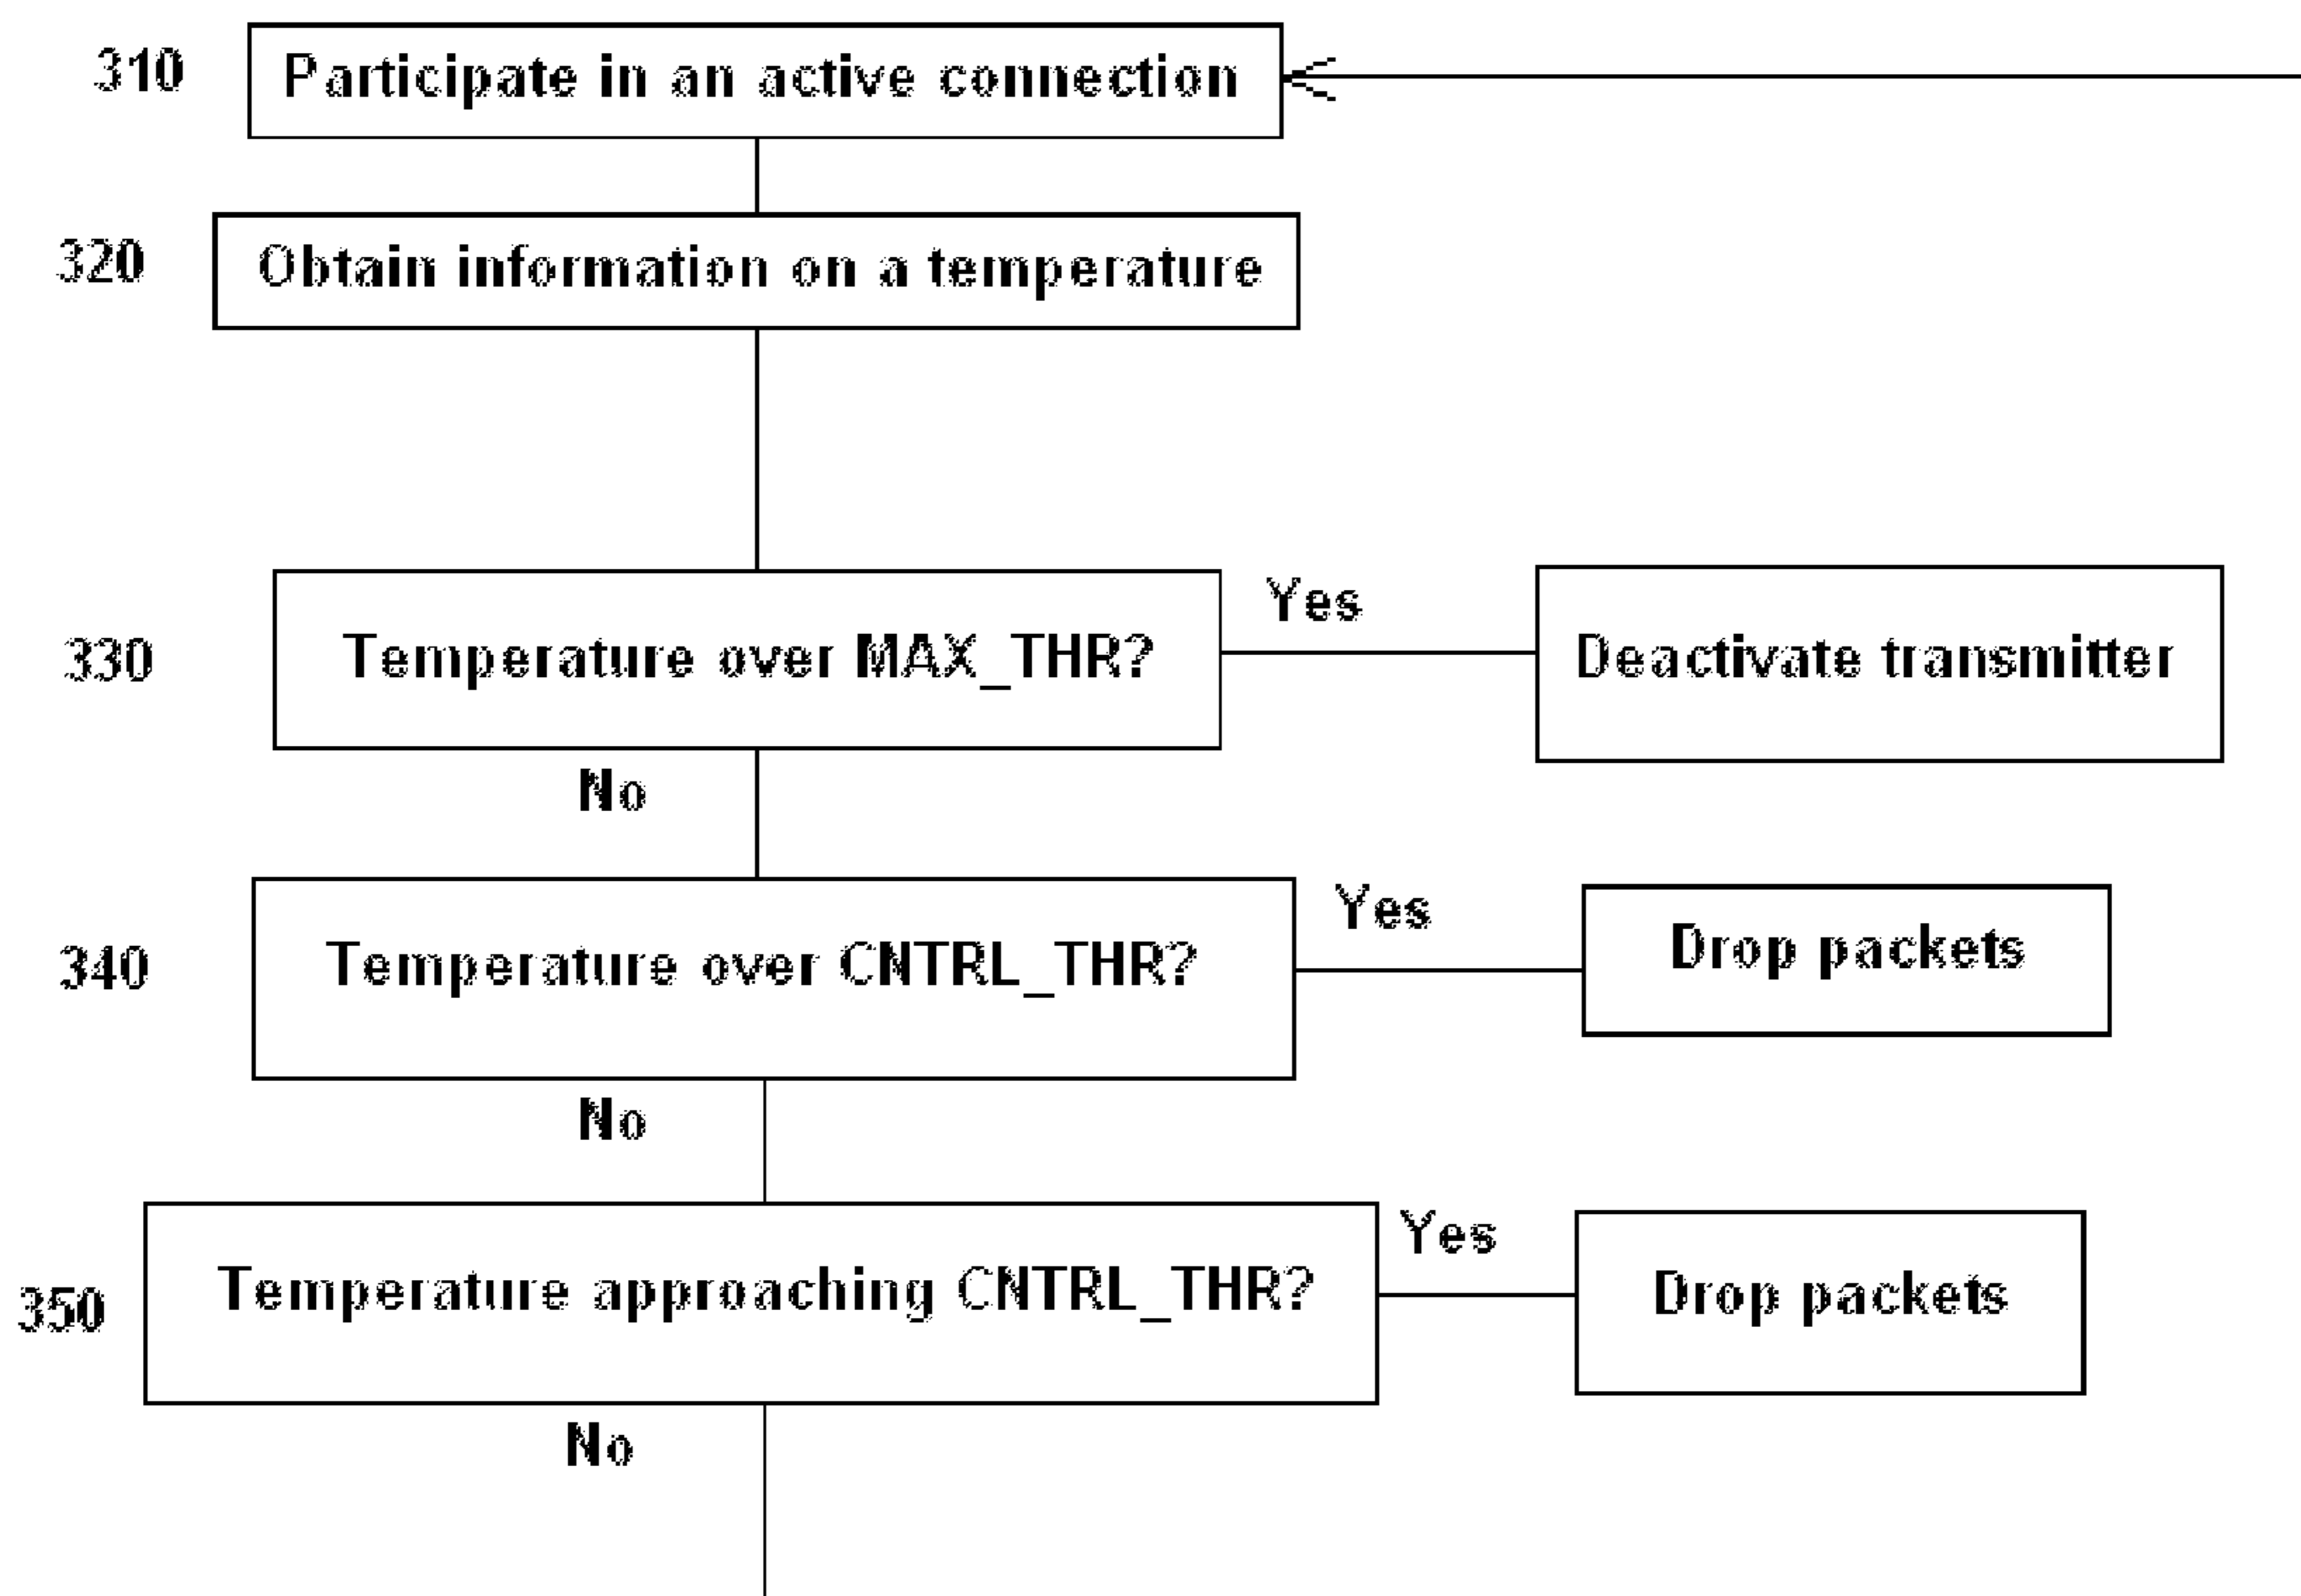 310 Participate in an active connection
320 Obtain information on a temperature
Yes
330 Temperature over MAX_THR? Deactivate transmitter
No
Yes
340 Temperature over CNTRL_THR? Drop packets
No
Yes
350 Temperature approaching CNTRL_THR? Drop packets
No